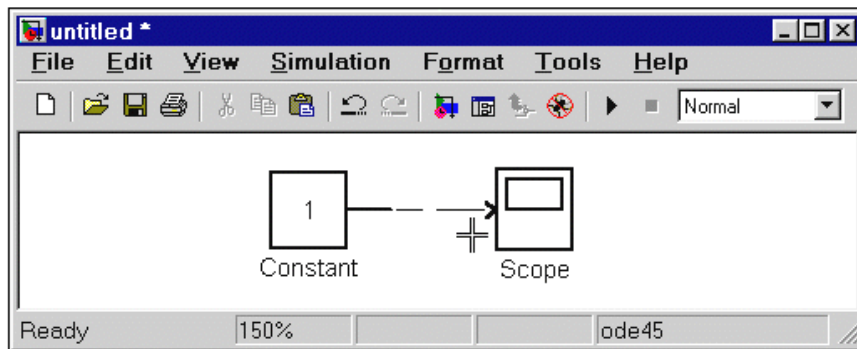 untitled *
File Edit View Simulation Format Tools Help
Normal
1
Constant Scope
Ready 150% ode45